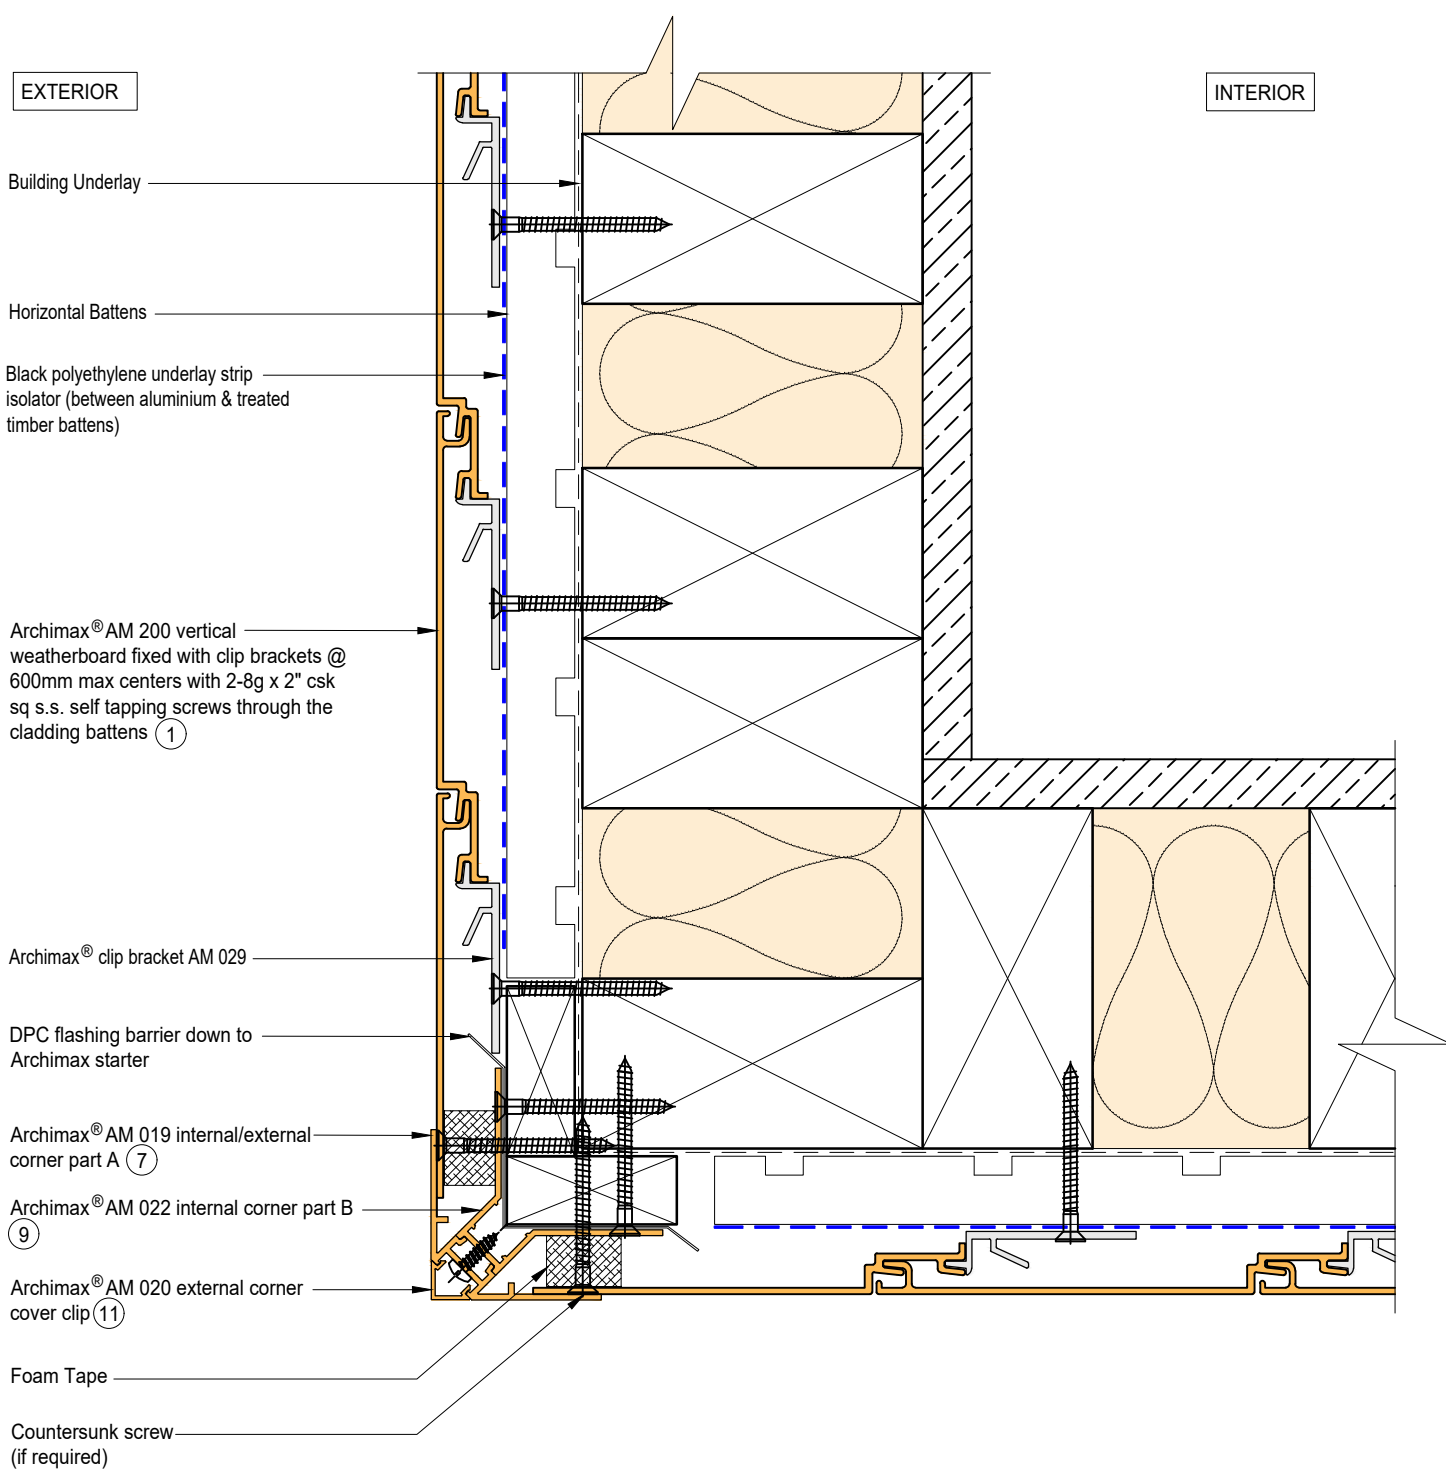 EXTERIOR
INTERIOR
Building Underlay
Horizontal Battens
Black polyethylene underlay strip
isolator (between aluminium & treated
timber battens)
Archimax® AM 200 vertical
weatherboard fixed with clip brackets @
600mm max centers with 2-8g x 2" csk
sq s.s. self tapping screws through the
cladding battens 1
Archimax® clip bracket AM 029
DPC flashing barrier down to
Archimax starter
Archimax® AM 019 internal/external
corner part A 7
Archimax® AM 022 internal corner part B
9
Archimax® AM 020 external corner
cover clip 11
Foam Tape
Countersunk screw
(if required)